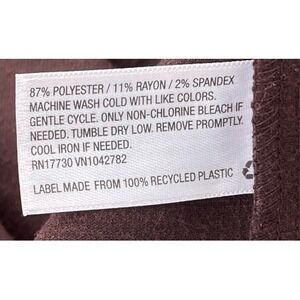 87% POLYESTER / 11% RAYON / 2% SPANDEX
MACHINE WASH COLD WITH LIKE COLORS.
GENTLE CYCLE. ONLY NON-CHLORINE BLEACH IF
NEEDED. TUMBLE DRY LOW. REMOVE PROMPTLY.
COOL IRON IF NEEDED.
RN17730 VN1042782
LABEL MADE FROM 100% RECYCLED PLASTIC